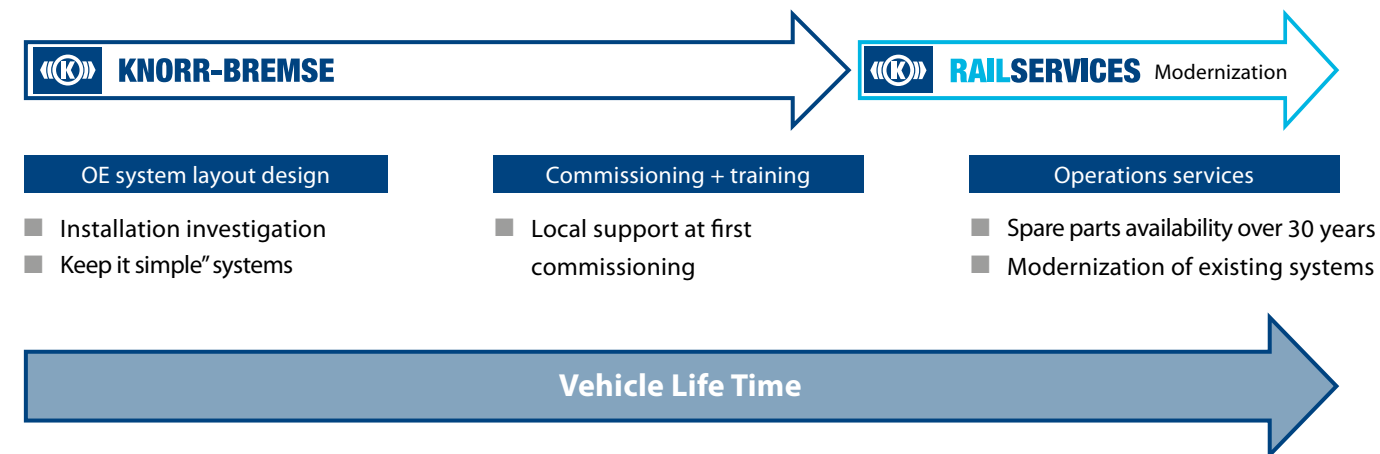 ((K)) KNORR-BREMSE
((K)) RAILSERVICES Modernization
OE system layout design
Installation investigation
Keep it simple” systems
Commissioning + training
Local support at first
commissioning
Operations services
Spare parts availability over 30 years
Modernization of existing systems
Vehicle Life Time